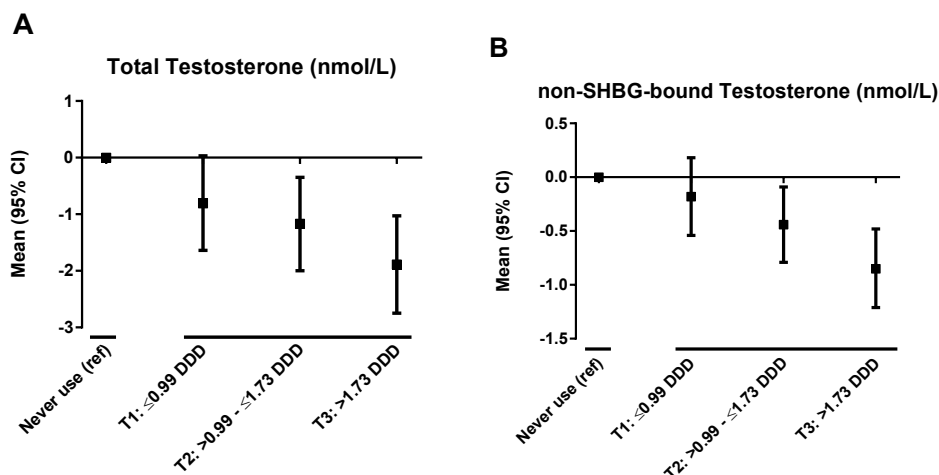 A
Total Testosterone (nmol/L)
Mean (95% CI)
1
0
-1
-2
-3
Never use (ref)
T1: ≤0.99 DDD
T2: >0.99 - ≤1.73 DDD
T3: >1.73 DDD
B
non-SHBG-bound Testosterone (nmol/L)
Mean (95% CI)
0.5
0.0
-0.5
-1.0
-1.5
Never use (ref)
T1: ≤0.99 DDD
T2: >0.99 - ≤1.73 DDD
T3: >1.73 DDD